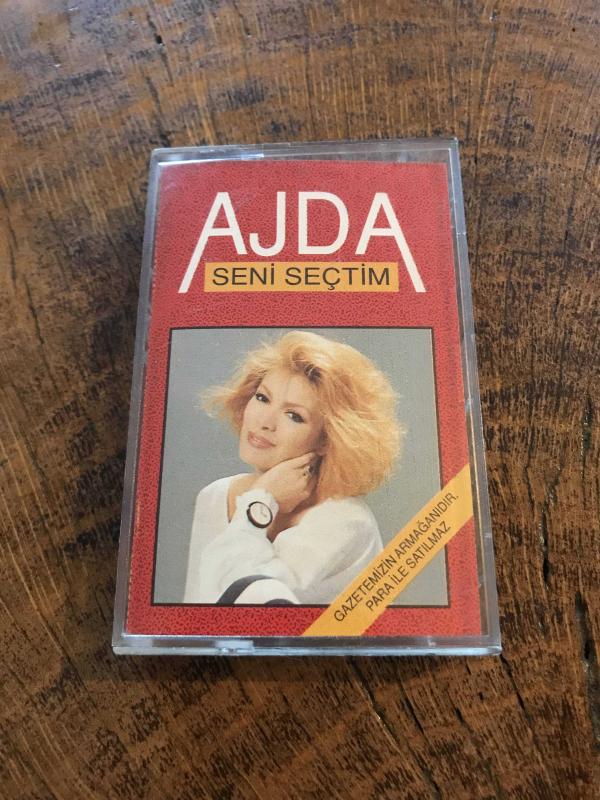 AJDA
SENİ SEÇTİM
GAZETEMİZİN ARMAĞANIDIR,
PARA İLE SATILMAZ